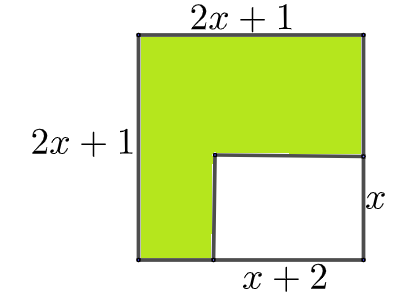 2x + 1
2x + 1
x
x + 2